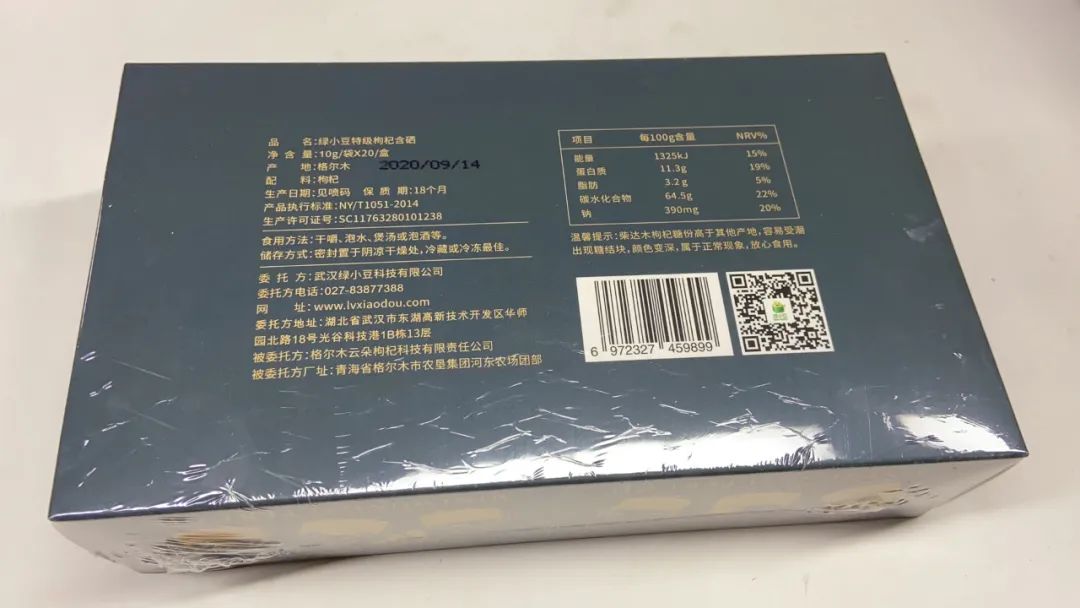 品 名:绿小豆特级枸杞含硒
净 含 量:10g/袋X20/盒
产 地:格尔木
2020/09/14
配 料:枸杞
生产日期:见喷码 保 质 期:18个月
产品执行标准:NY/T1051-2014
生产许可证号:SC11763280101238
食用方法:干嚼、泡水、煲汤或泡酒等。
储存方式:密封置于阴凉干燥处,冷藏或冷冻最佳。
委 托 方:武汉绿小豆科技有限公司
委托方电话:027-83877388
网 址:www.lvxiaodou.com
委托方地址:湖北省武汉市东湖高新技术开发区华师
园北路18号光谷科技港1B栋13层
被委托方:格尔木云朵枸杞科技有限责任公司
被委托方厂址:青海省格尔木市农垦集团河东农场团部
项目 每100g含量 NRV%
能量 1325kJ 15%
蛋白质 11.3g 19%
脂肪 3.2g 5%
碳水化合物 64.5g 22%
钠 390mg 20%
温馨提示:柴达木枸杞糖份高于其他产地,容易受潮
出现糖结块,颜色变深,属于正常现象,放心食用。
6 972327 459899